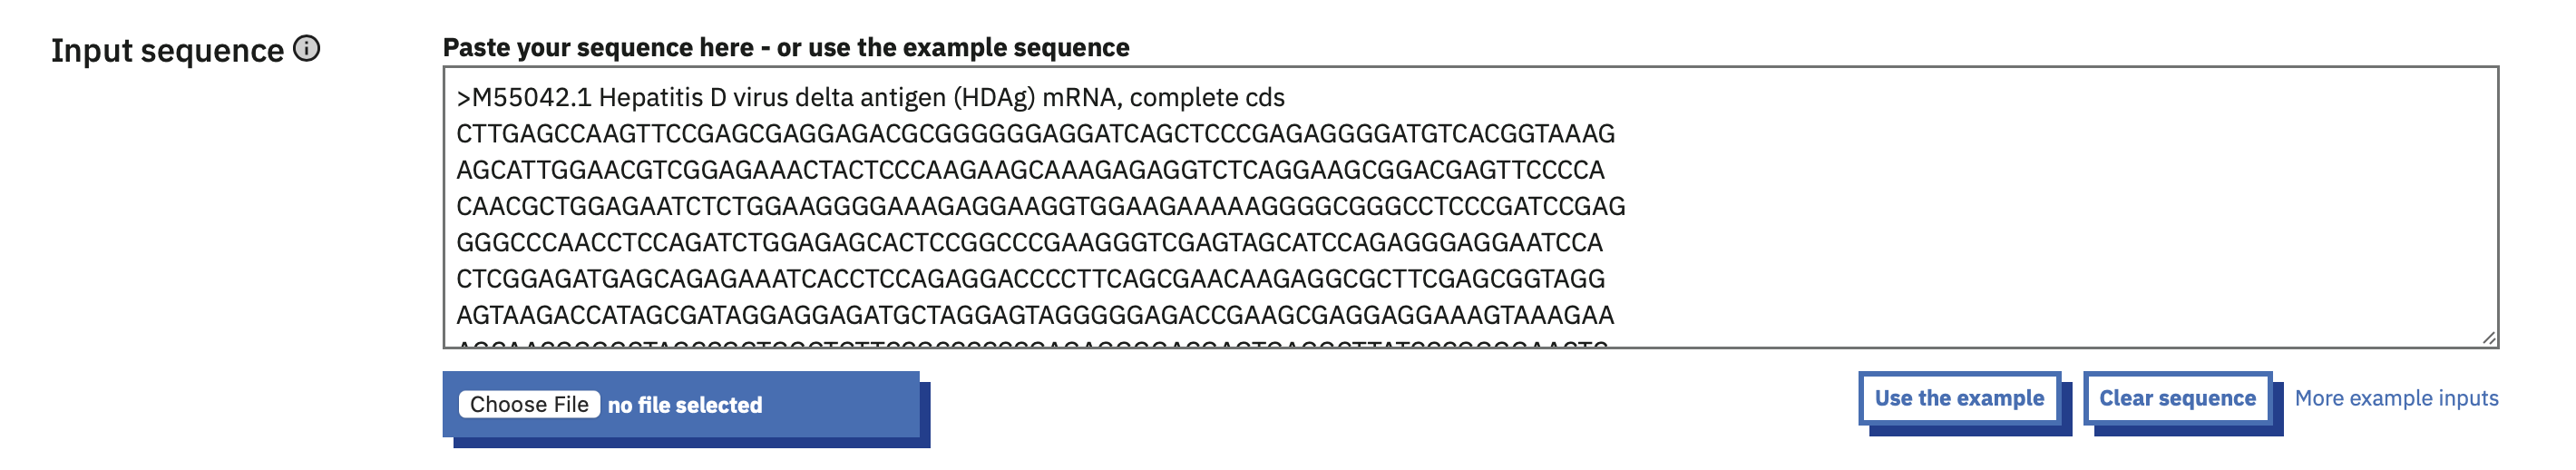 Input sequence
Paste your sequence here - or use the example sequence
>M55042.1 Hepatitis D virus delta antigen (HDAg) mRNA, complete cds
CTTGAGCCAAGTTCCGAGCGAGGAGACGCGGGGGGAGGATCAGCTCCCGAGAGGGGATGTCACGGTAAAG
AGCATTGGAACGTCGGAGAAACTACTCCCAAGAAGCAAAGAGAGGTCTCAGGAAGCGGACGAGTTCCCCA
CAACGCTGGAGAATCTCTGGAAGGGGAAAGAGGAAGGTGGAAGAAAAAGGGGCGGGCCTCCCGATCCGAG
GGGCCCAACCTCCAGATCTGGAGAGCACTCCGGCCCGAAGGGTCGAGTAGCATCCAGAGGGAGGAATCCA
CTCGGAGATGAGCAGAGAAATCACCTCCAGAGGACCCCTTCAGCGAACAAGAGGCGCTTCGAGCGGTAGG
AGTAAGACCATAGCGATAGGAGGAGATGCTAGGAGTAGGGGGAGACCGAAGCGAGGAGGAAAGTAAAGAA
Choose File no file selected
Use the example
Clear sequence
More example inputs